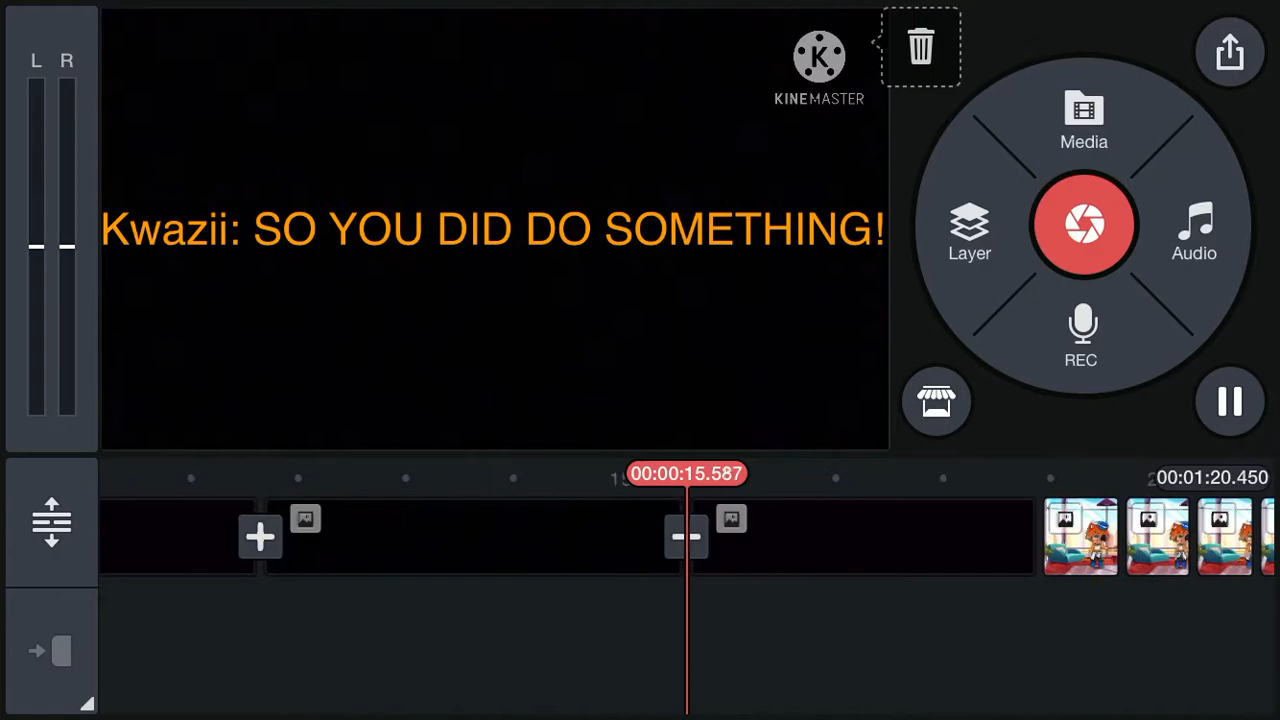 L R
KINEMASTER
Media
Kwazii: SO YOU DID DO SOMETHING!
Layer
Audio
REC
00:00:15.587
00:01:20.450